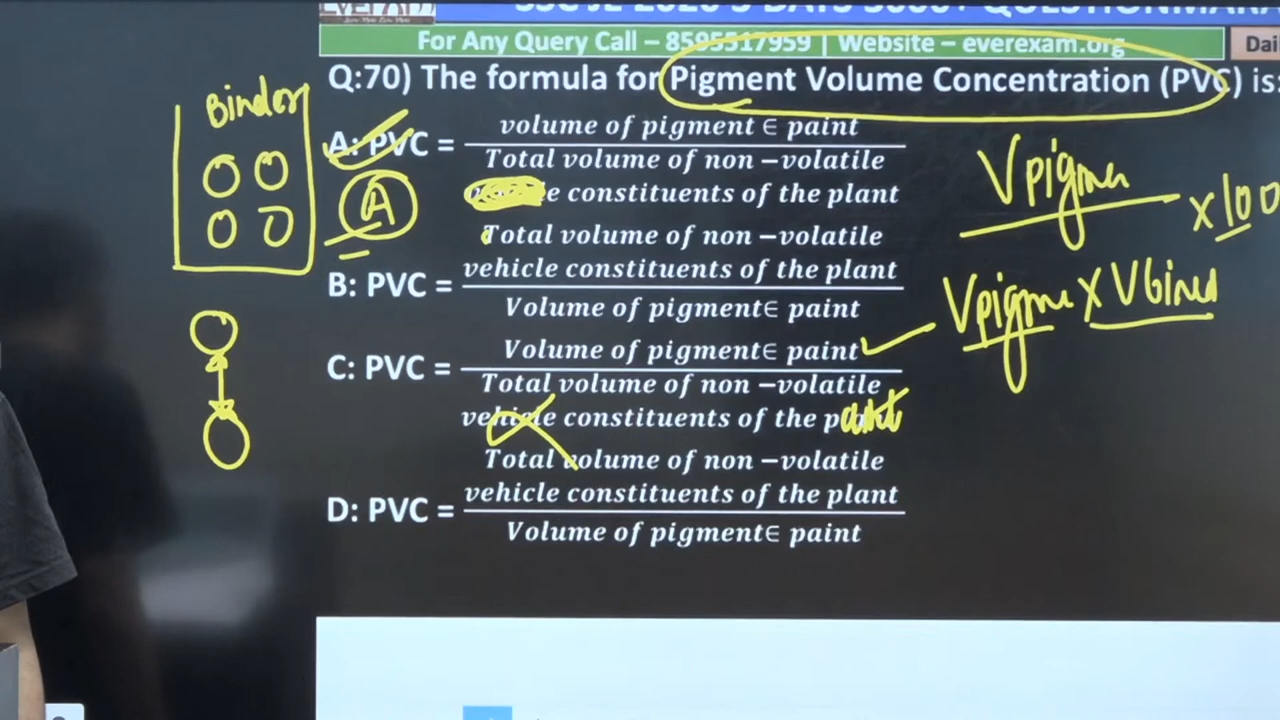 For Any Query Call – 8595517959 | Website – everexam.org
Q:70) The formula for Pigment Volume Concentration (PVC) is:
Binder
A: PVC = volume of pigment ∈ paint
Total volume of non –volatile
e constituents of the plant
A
Vpigme
x100
Vpigme x Vbined
Total volume of non –volatile
vehicle constituents of the plant
B: PVC =
Volume of pigment∈ paint
Volume of pigment∈ paint
C: PVC =
Total volume of non –volatile
vehicle constituents of the p
Total volume of non –volatile
vehicle constituents of the plant
D: PVC =
Volume of pigment∈ paint